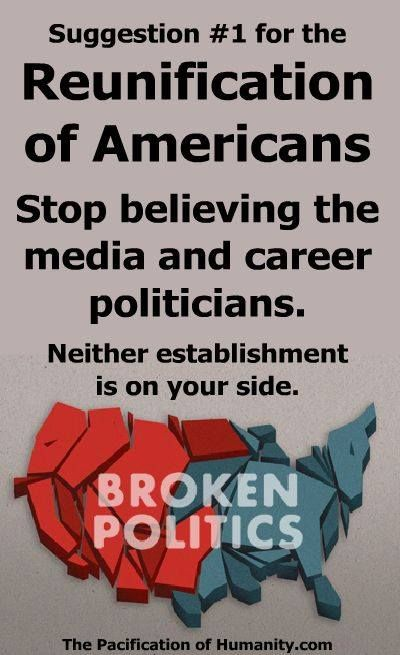 Suggestion #1 for the
Reunification
of Americans
Stop believing the
media and career
politicians.
Neither establishment
is on your side.
BROKEN
POLITICS
The Pacification of Humanity.com